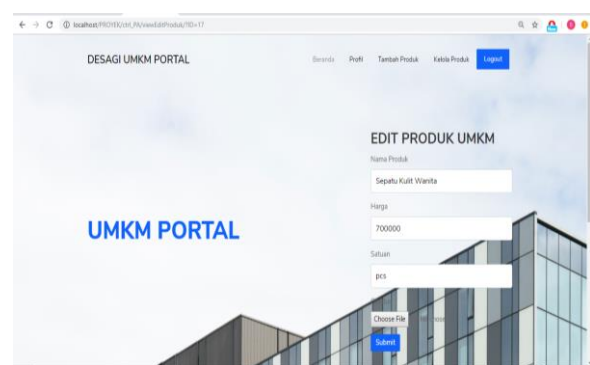 localhost/PROYEK/ctrl_PA/viewEditProduk/?ID=17
DESAGI UMKM PORTAL
Beranda Profil Tambah Produk Kelola Produk Logout
EDIT PRODUK UMKM
Nama Produk
Sepatu Kulit Wanita
UMKM PORTAL
Harga
700000
Satuan
pcs
Choose File
Submit